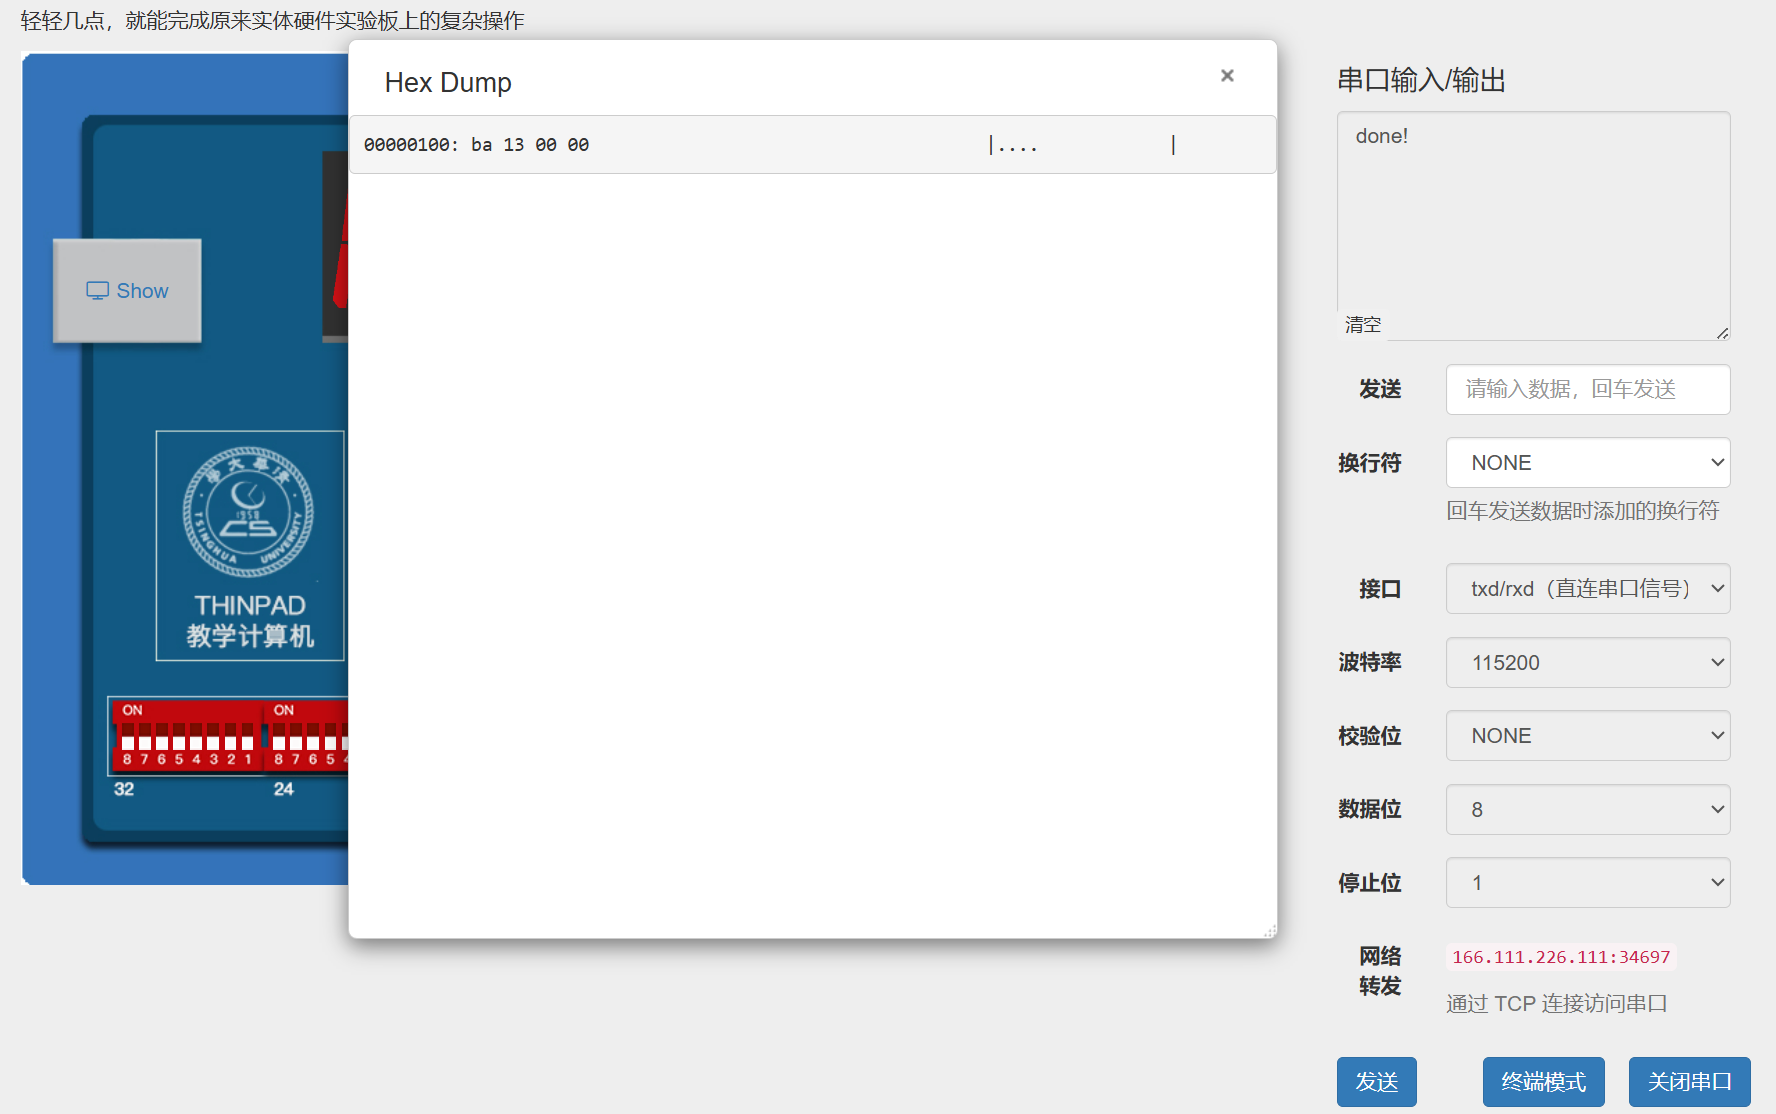 轻轻几点，就能完成原来实体硬件实验板上的复杂操作
Hex Dump
×
00000100: ba 13 00 00 |.... |
Show
1958
CS
TSINGHUA UNIVERSITY
THINPAD
教学计算机
ON
ON
8 7 6 5 4 3 2 1
8 7 6 5
32
24
串口输入/输出
done!
清空
发送
请输入数据，回车发送
换行符
NONE
回车发送数据时添加的换行符
接口
txd/rxd（直连串口信号）
波特率
115200
校验位
NONE
数据位
8
停止位
1
网络
转发
166.111.226.111:34697
通过 TCP 连接访问串口
发送
终端模式
关闭串口